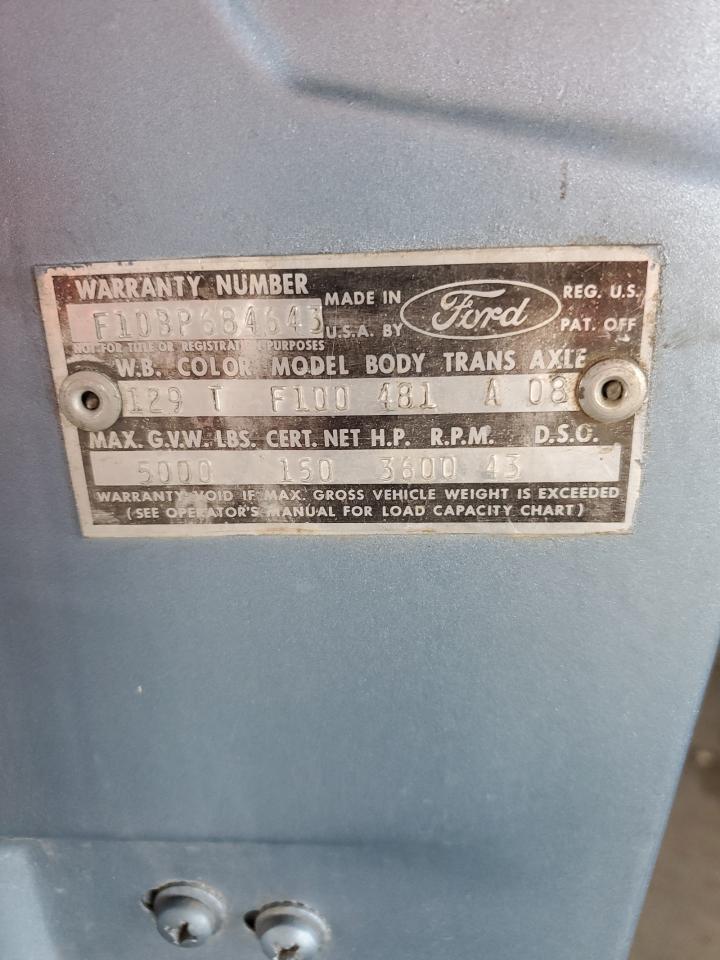 WARRANTY NUMBER
MADE IN Ford REG. U.S.
F10BP684643 U.S.A. BY PAT. OFF
NOT FOR TITLE OR REGISTRATION PURPOSES
W.B. COLOR MODEL BODY TRANS AXLE
129 T F100 481 A 08
MAX. G.V.W. LBS. CERT. NET H.P. R.P.M. D.S.O.
5000 150 3600 43
WARRANTY VOID IF MAX. GROSS VEHICLE WEIGHT IS EXCEEDED
(SEE OPERATOR'S MANUAL FOR LOAD CAPACITY CHART)